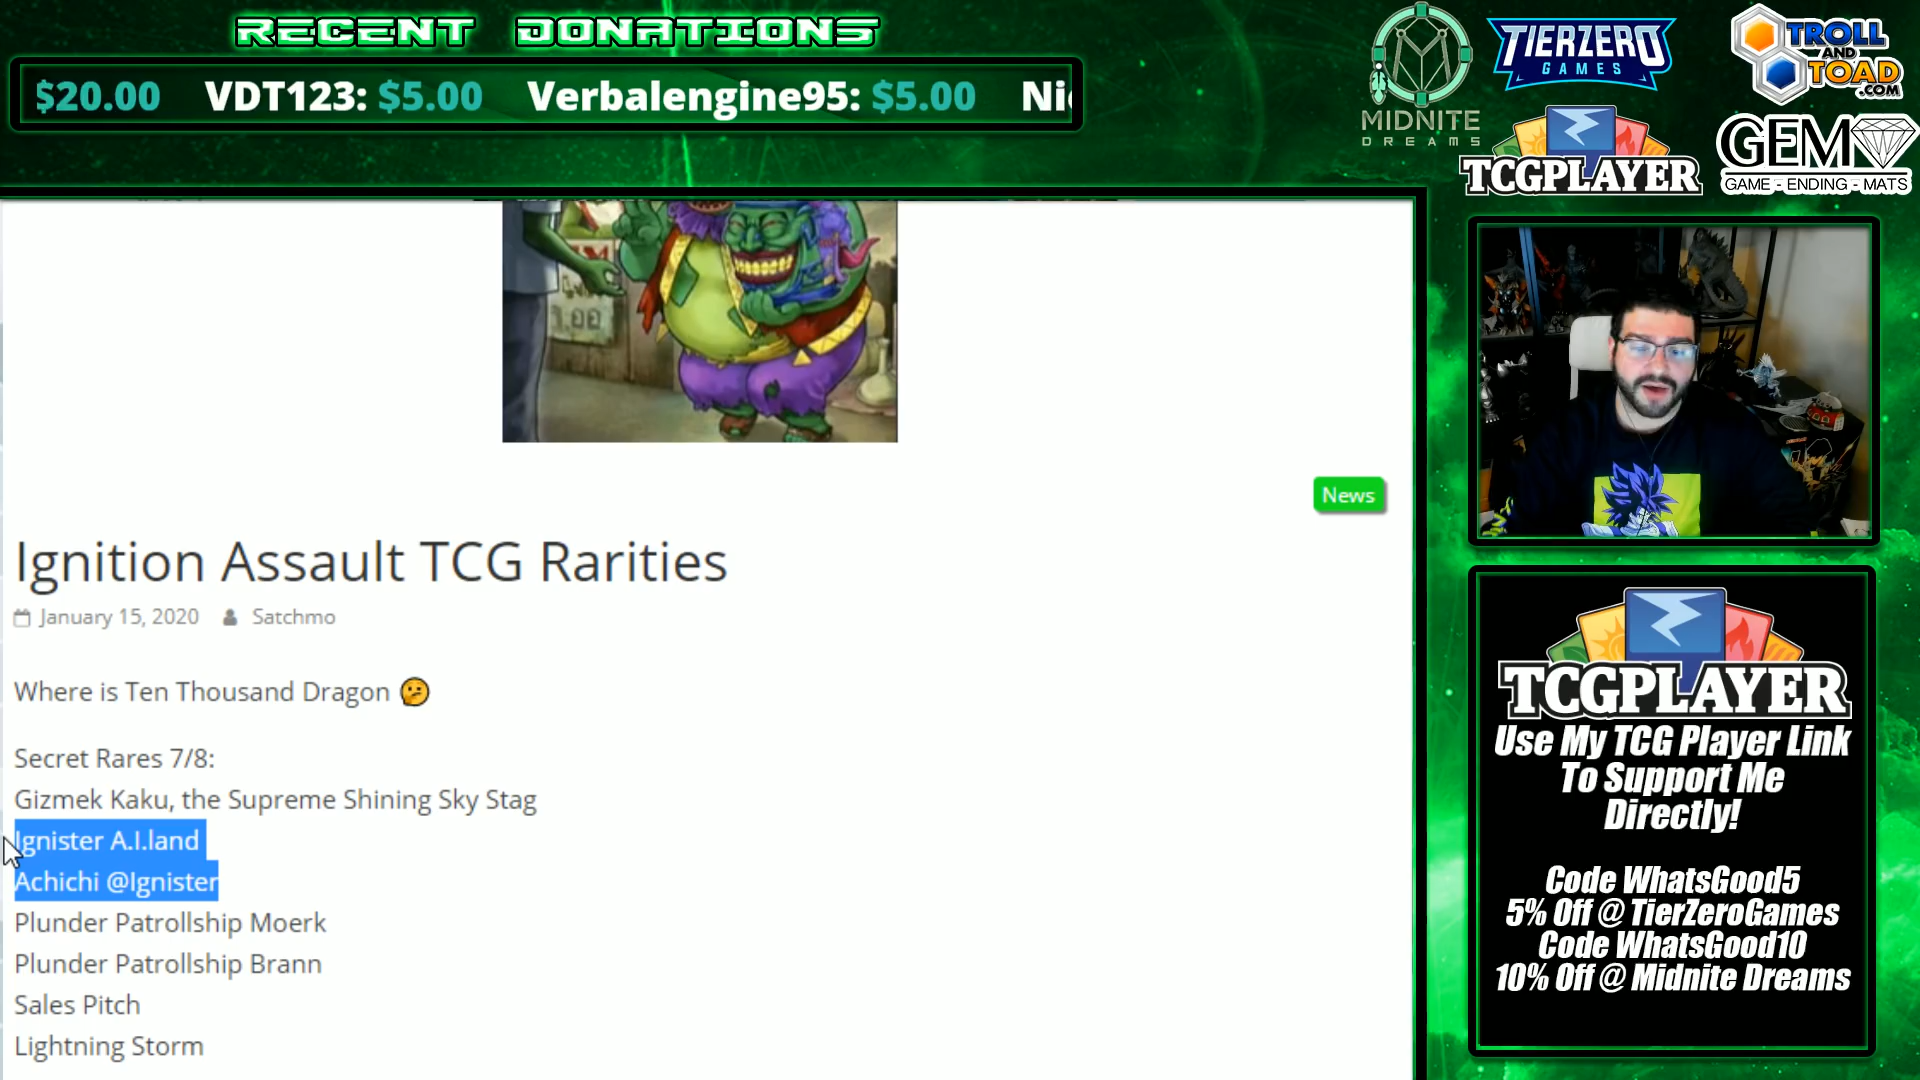 RECENT DONATIONS
$20.00 VDT123: $5.00 Verbalengine95: $5.00
MIDNITE
DREAMS
TIERZERO
GAMES
TROLL
AND
TOAD
.COM
TCGPLAYER
GEM
GAME - ENDING - MATS
News
Ignition Assault TCG Rarities
January 15, 2020 Satchmo
Where is Ten Thousand Dragon
Secret Rares 7/8:
Gizmek Kaku, the Supreme Shining Sky Stag
Ignister A.I.land
Achichi @Ignister
Plunder Patrollship Moerk
Plunder Patrollship Brann
Sales Pitch
Lightning Storm
TCGPLAYER
Use My TCG Player Link
To Support Me
Directly!
Code WhatsGood5
5% Off @ TierZeroGames
Code WhatsGood10
10% Off @ Midnite Dreams